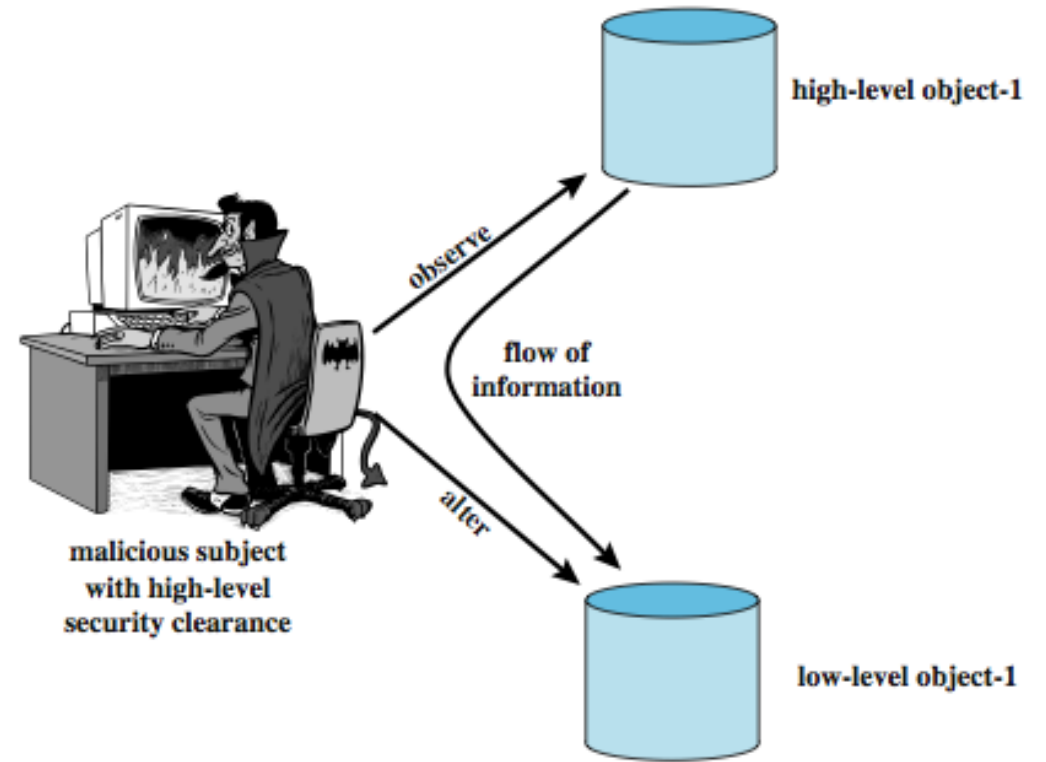 high-level object-1
observe
flow of
information
alter
malicious subject
with high-level
security clearance
low-level object-1